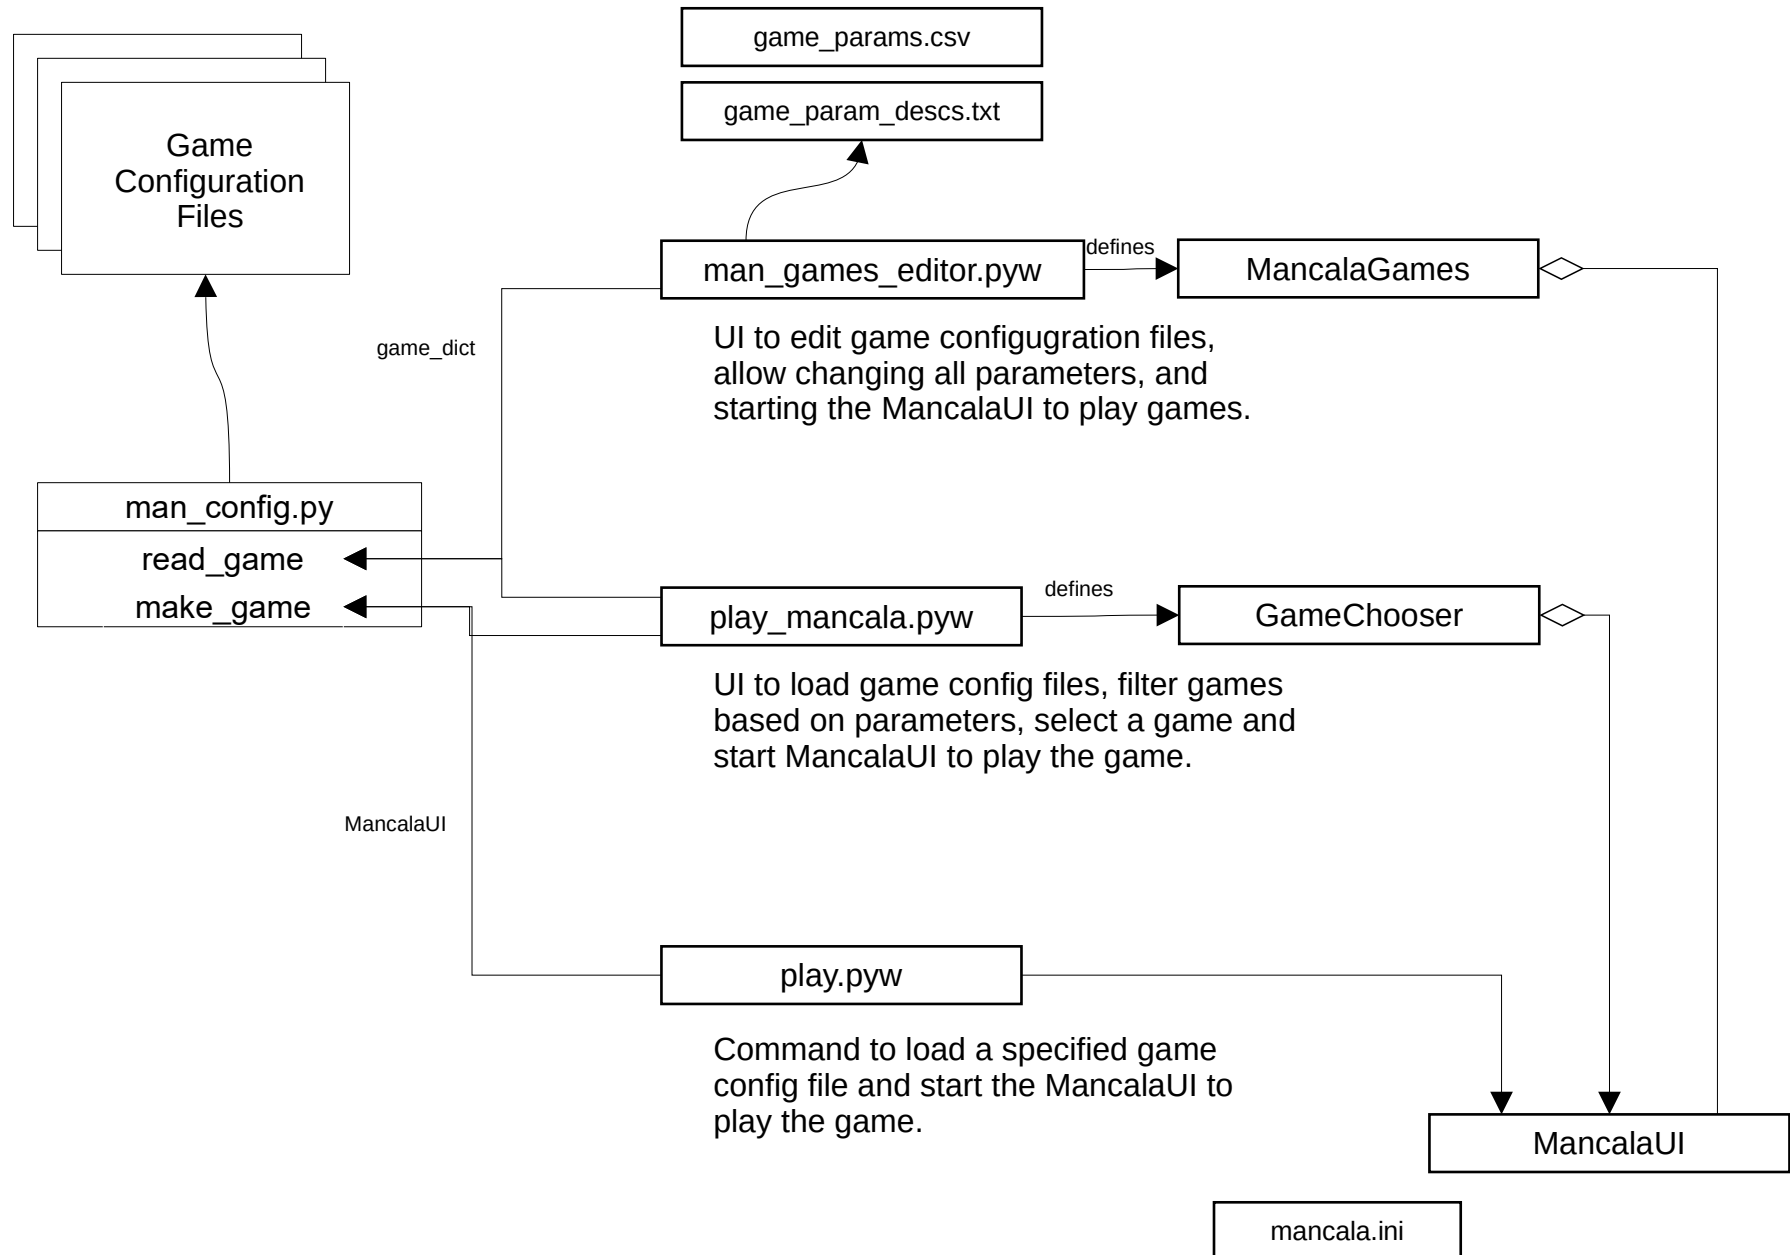 game_params.csv
game_param_descs.txt
Game
Configuration
Files
man_games_editor.pyw
defines
MancalaGames
UI to edit game configugration files,
allow changing all parameters, and
starting the MancalaUI to play games.
game_dict
man_config.py
read_game
make_game
play_mancala.pyw
defines
GameChooser
UI to load game config files, filter games
based on parameters, select a game and
start MancalaUI to play the game.
MancalaUI
play.pyw
Command to load a specified game
config file and start the MancalaUI to
play the game.
MancalaUI
mancala.ini